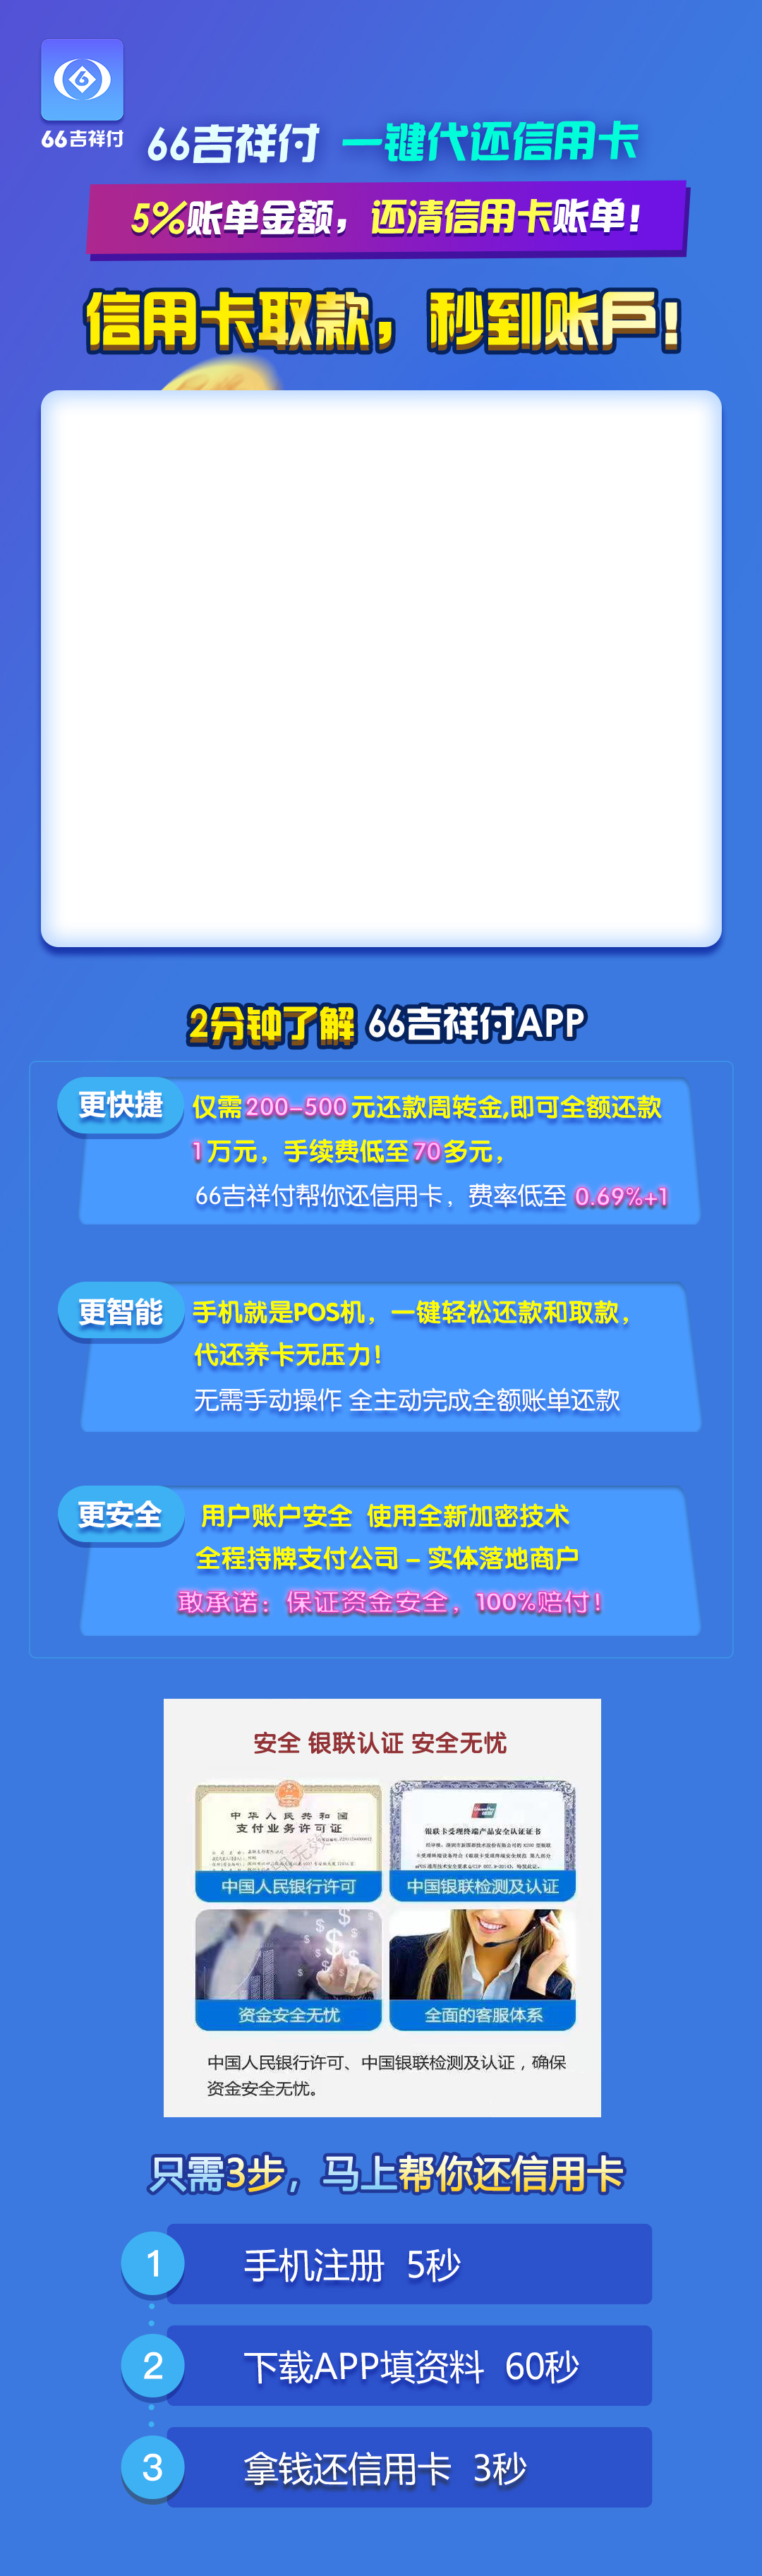 66吉祥付
66吉祥付 一键代还信用卡
5%账单金额，还清信用卡账单!
信用卡取款，秒到账戶!
2分钟了解 66吉祥付APP
更快捷
仅需200-500元还款周转金,即可全额还款
1万元，手续费低至70多元，
66吉祥付帮你还信用卡，费率低至 0.69%+1
更智能
手机就是POS机，一键轻松还款和取款，
代还养卡无压力!
无需手动操作 全主动完成全额账单还款
更安全
用户账户安全 使用全新加密技术
全程持牌支付公司 – 实体落地商户
敢承诺：保证资金安全，100%赔付!
安全 银联认证 安全无忧
中华人民共和国
支付业务许可证
中国人民银行许可
银联卡受理终端产品安全认证证书
中国银联检测及认证
资金安全无忧
全面的客服体系
中国人民银行许可、中国银联检测及认证，确保
资金安全无忧。
只需3步，马上帮你还信用卡
1 手机注册 5秒
2 下载APP填资料 60秒
3 拿钱还信用卡 3秒